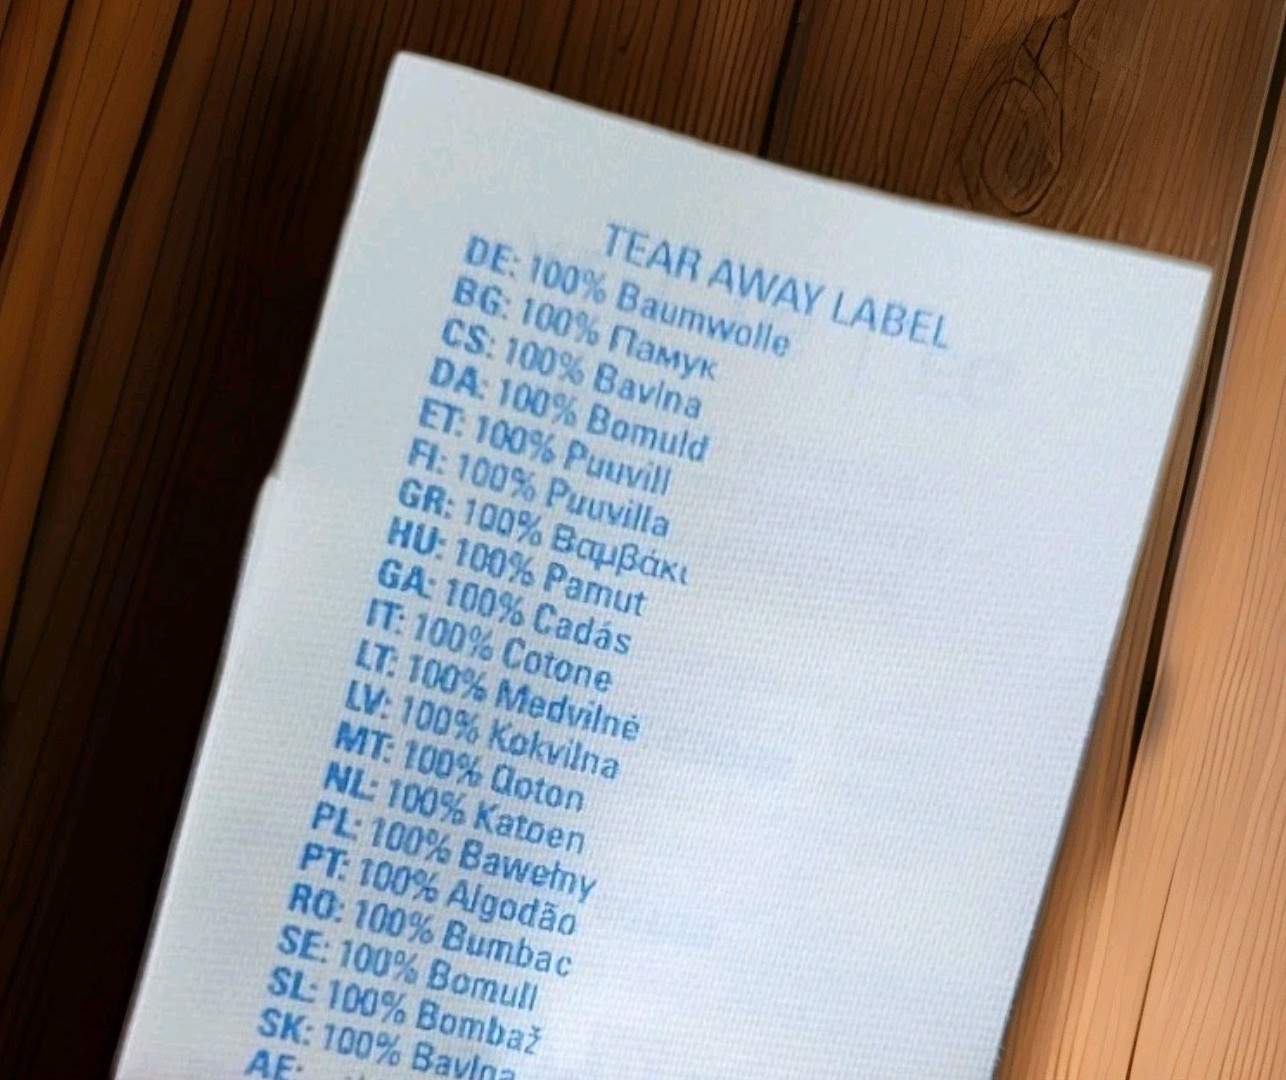 TEAR AWAY LABEL
DE: 100% Baumwolle
BG: 100% Памук
CS: 100% Bavlna
DA: 100% Bomuld
ET: 100% Puuvill
FI: 100% Puuvilla
GR: 100% Βαμβάκι
HU: 100% Pamut
GA: 100% Cadás
IT: 100% Cotone
LT: 100% Medvilnė
LV: 100% Kokvilna
MT: 100% Qoton
NL: 100% Katoen
PL: 100% Bawełny
PT: 100% Algodão
RO: 100% Bumbac
SE: 100% Bomull
SL: 100% Bombaž
SK: 100% Bavlna
AE: